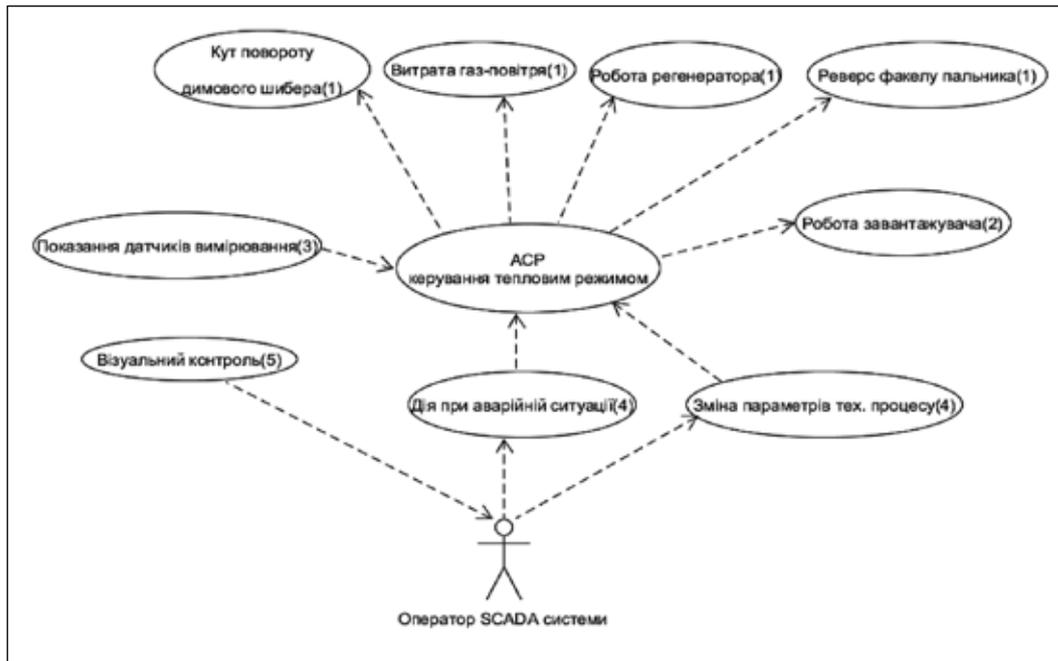 Кут повороту
димового шибера(1)
Витрата газ-повітря(1)
Робота регенератора(1)
Реверс факелу пальника(1)
Показання датчиків вимірювання(3)
АСР
керування тепловим режимом
Робота завантажувача(2)
Візуальний контроль(5)
Дія при аварійній ситуації(4)
Зміна параметрів тех. процесу(4)
Оператор SCADA системи